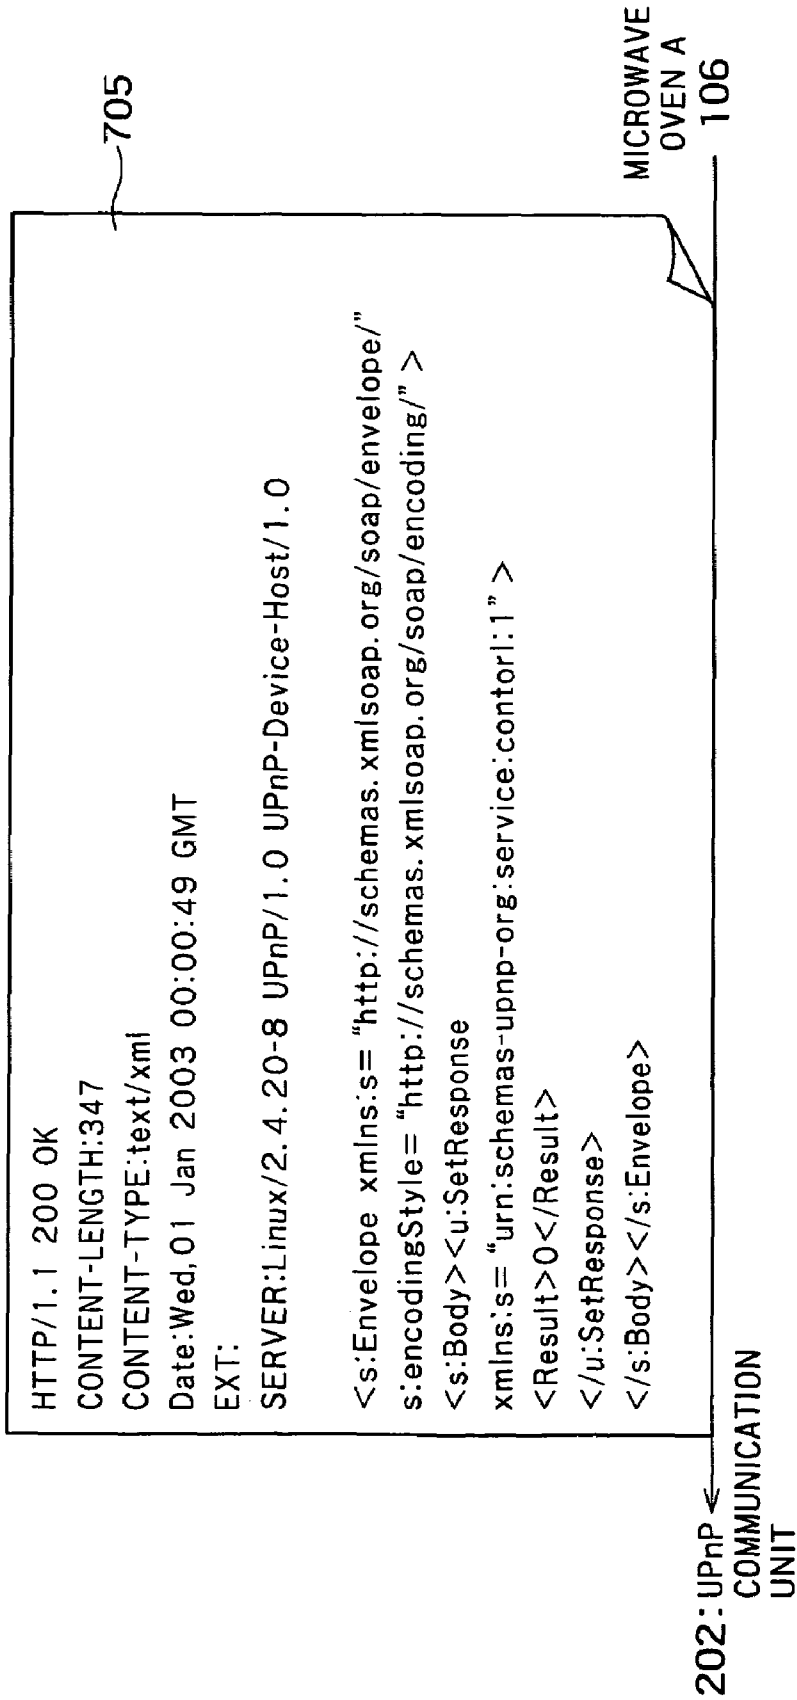 705
HTTP/1.1 200 OK
CONTENT-LENGTH:347
CONTENT-TYPE:text/xml
Date:Wed,01 Jan 2003 00:00:49 GMT
EXT:
SERVER:Linux/2.4.20-8 UPnP/1.0 UPnP-Device-Host/1.0
<s:Envelope xmlns:s= “http://schemas.xmlsoap.org/soap/envelope/”
s:encodingStyle= “http://schemas.xmlsoap.org/soap/encoding/” >
<s:Body><u:SetResponse
xmlns:s= “urn:schemas-upnp-org:service:contorl:1” >
<Result>0</Result>
</u:SetResponse>
</s:Body></s:Envelope>
202:UPnP
COMMUNICATION
UNIT
MICROWAVE
OVEN A
106